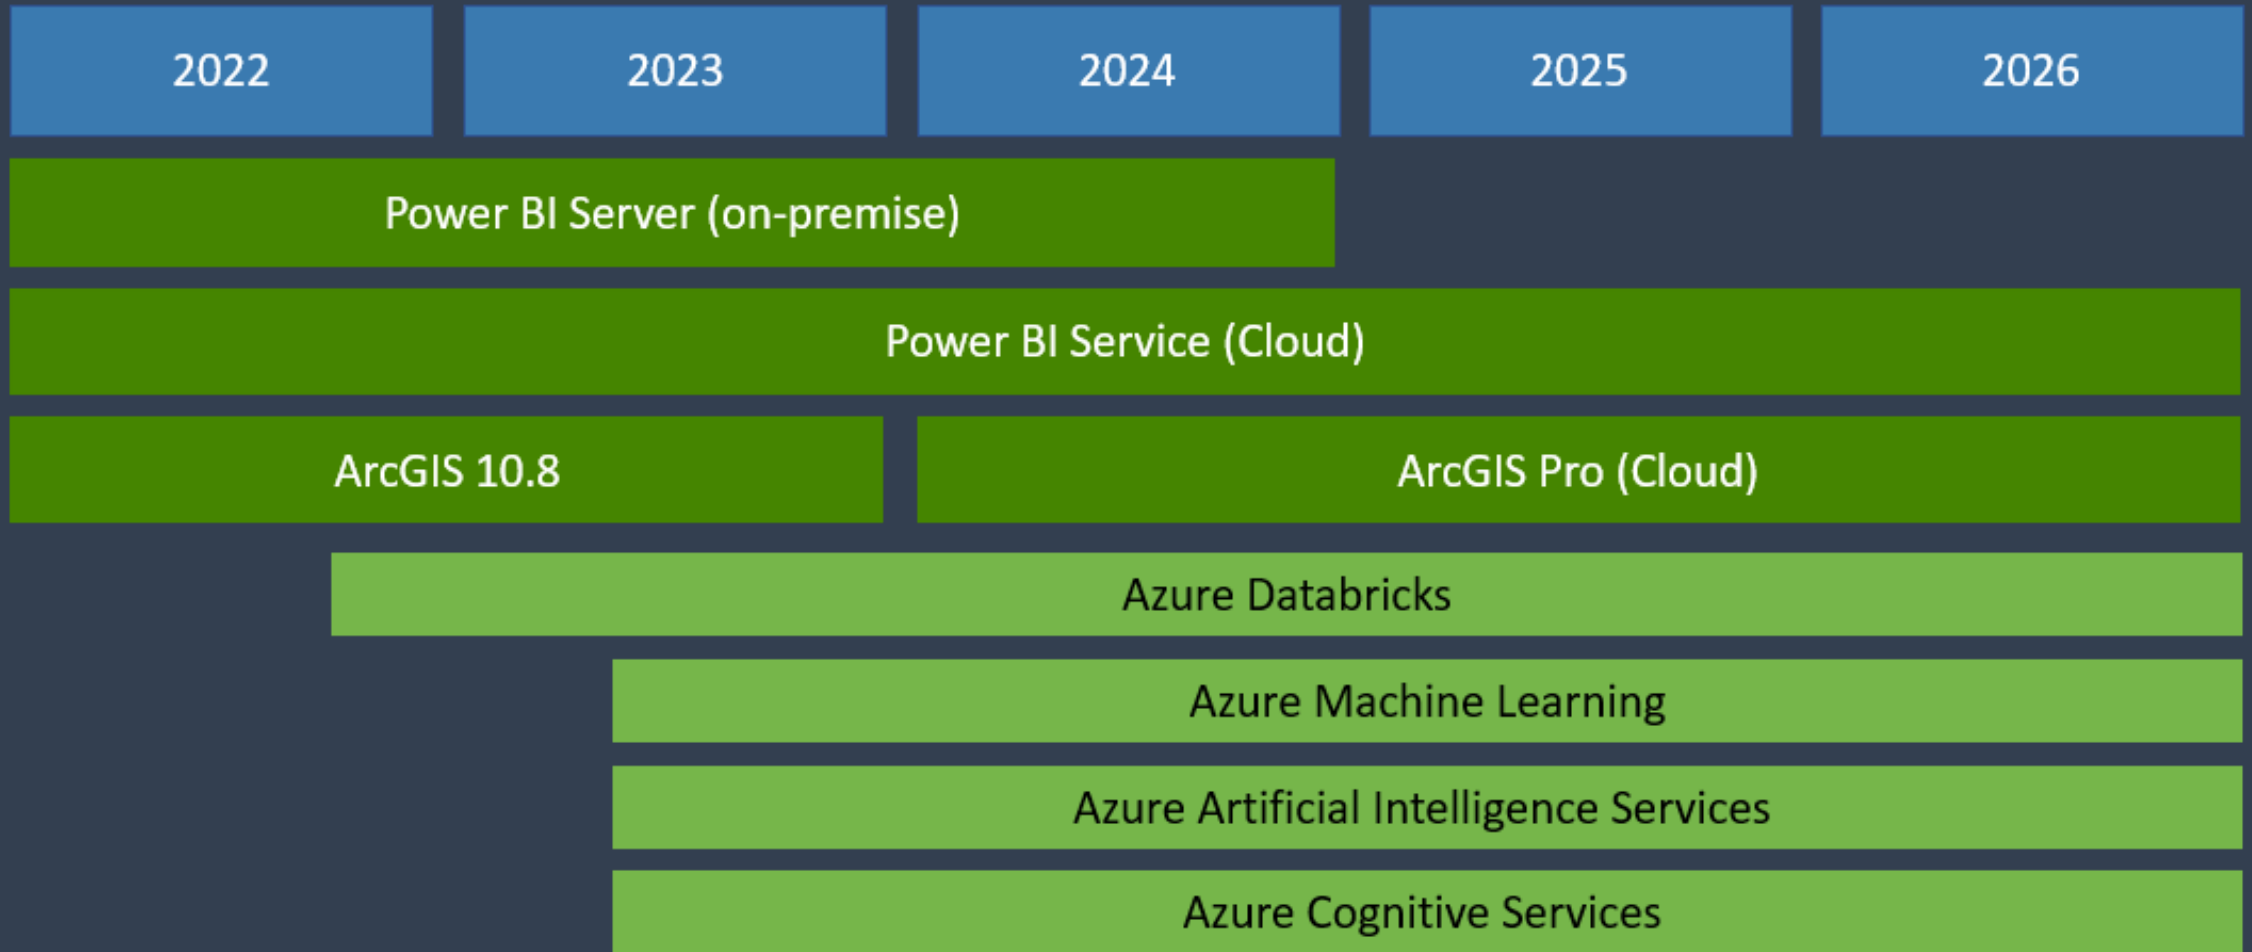 2022 2023 2024 2025 2026
Power BI Server (on-premise)
Power BI Service (Cloud)
ArcGIS 10.8 ArcGIS Pro (Cloud)
Azure Databricks
Azure Machine Learning
Azure Artificial Intelligence Services
Azure Cognitive Services